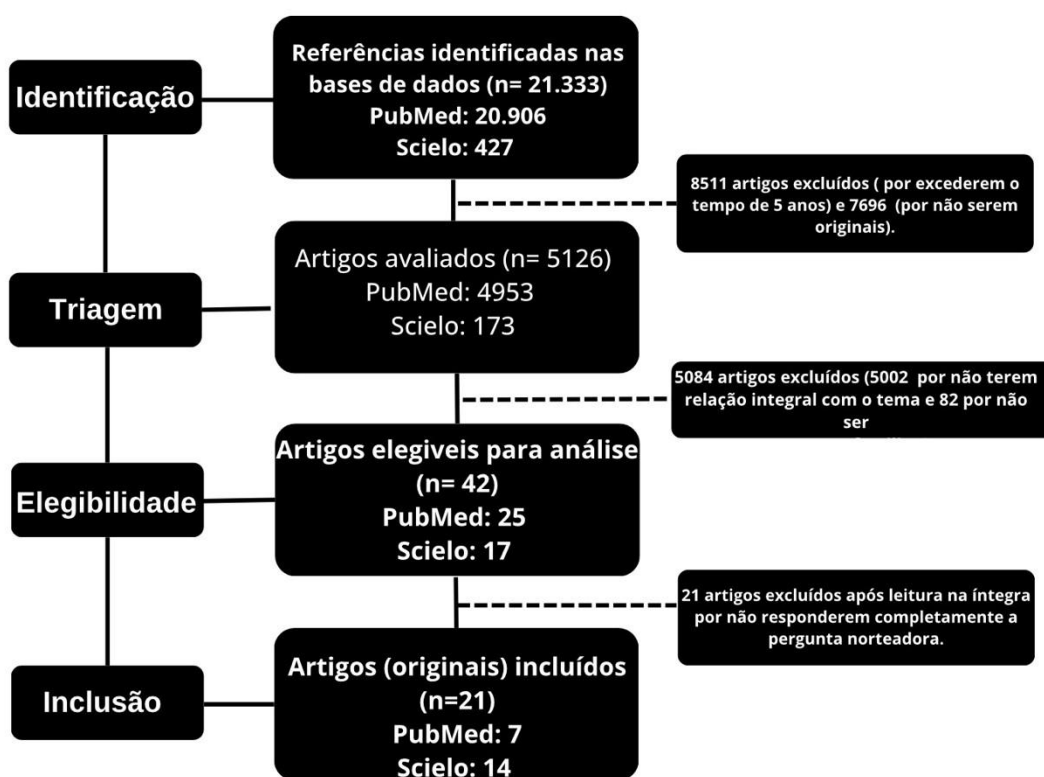 Identificação
Referências identificadas nas
bases de dados (n= 21.333)
PubMed: 20.906
Scielo: 427
8511 artigos excluídos ( por excederem o
tempo de 5 anos) e 7696 (por não serem
originais).
Triagem
Artigos avaliados (n= 5126)
PubMed: 4953
Scielo: 173
5084 artigos excluídos (5002 por não terem
relação integral com o tema e 82 por não
ser
Elegibilidade
Artigos elegiveis para análise
(n= 42)
PubMed: 25
Scielo: 17
21 artigos excluídos após leitura na íntegra
por não responderem completamente a
pergunta norteadora.
Inclusão
Artigos (originais) incluídos
(n=21)
PubMed: 7
Scielo: 14